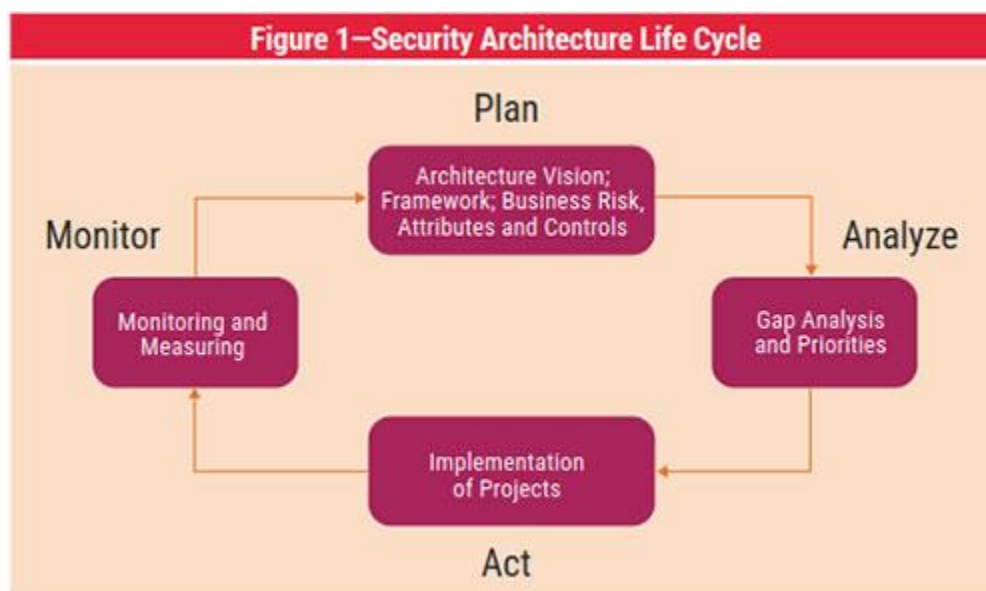 Figure 1—Security Architecture Life Cycle
Plan
Architecture Vision;
Framework; Business Risk,
Attributes and Controls
Monitor
Analyze
Monitoring and
Measuring
Gap Analysis
and Priorities
Implementation
of Projects
Act